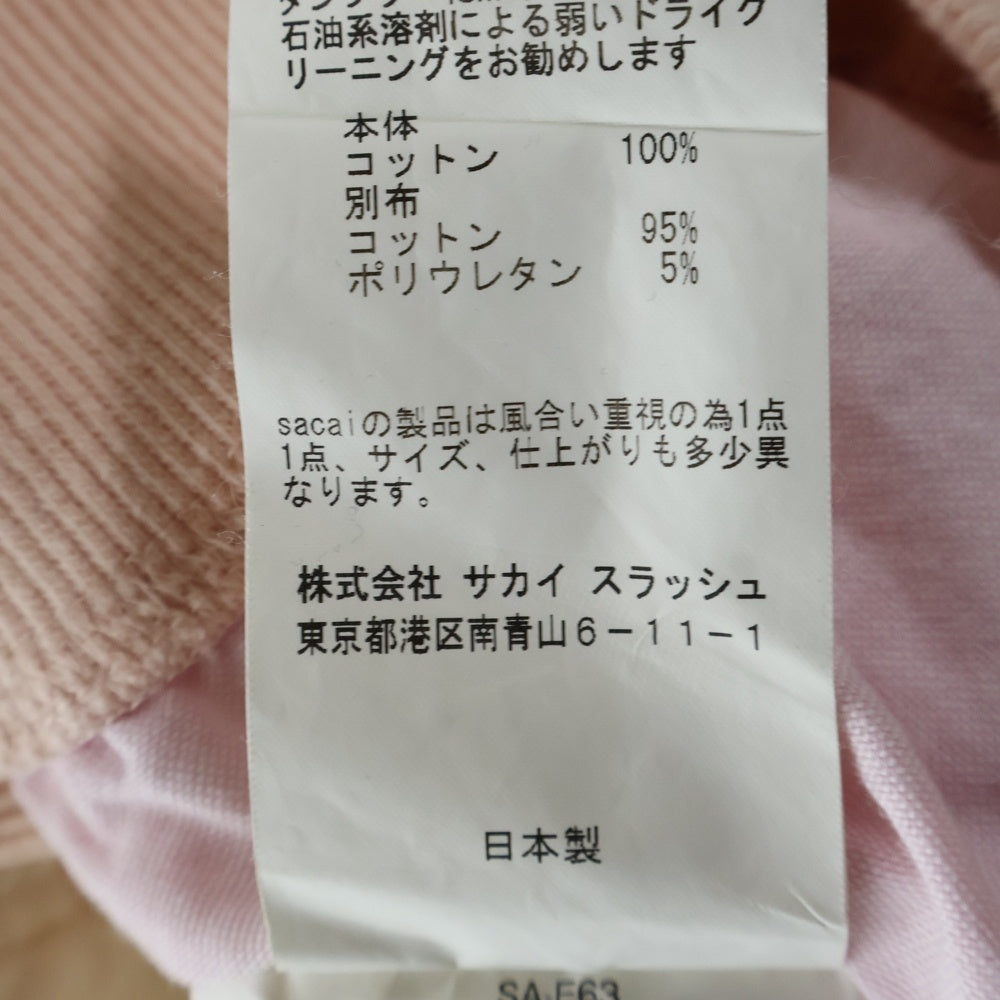 石油系溶剤による弱いドライク
リーニングをお勧めします
本体
コットン 100%
別布
コットン 95%
ポリウレタン 5%
sacaiの製品は風合い重視の為1点
1点、サイズ、仕上がりも多少異
なります。
株式会社 サカイ スラッシュ
東京都港区南青山6－11－1
日本製